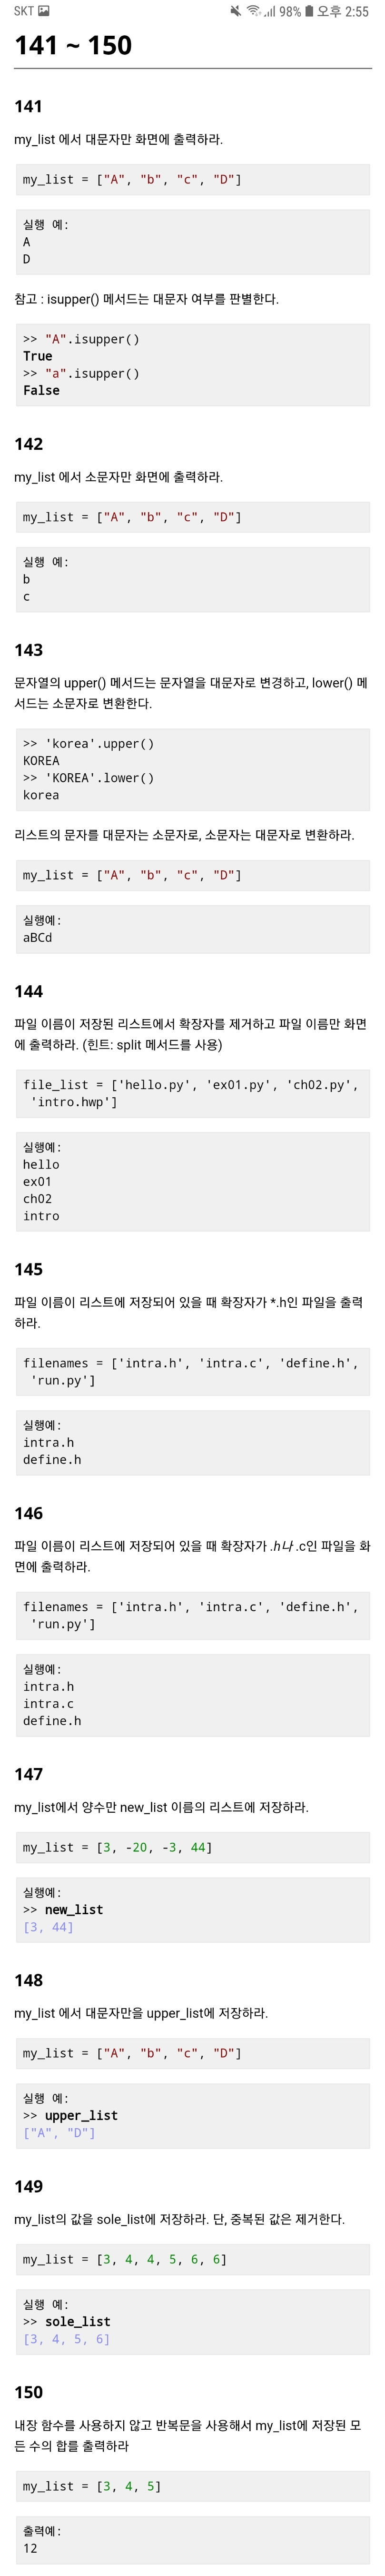 SKT 98% 오후 2:55
141 ~ 150
141
my_list 에서 대문자만 화면에 출력하라.
my_list = ["A", "b", "c", "D"]
실행 예:
A
D
참고 : isupper() 메서드는 대문자 여부를 판별한다.
>> "A".isupper()
True
>> "a".isupper()
False
142
my_list 에서 소문자만 화면에 출력하라.
my_list = ["A", "b", "c", "D"]
실행 예:
b
c
143
문자열의 upper() 메서드는 문자열을 대문자로 변경하고, lower() 메
서드는 소문자로 변환한다.
>> 'korea'.upper()
KOREA
>> 'KOREA'.lower()
korea
리스트의 문자를 대문자는 소문자로, 소문자는 대문자로 변환하라.
my_list = ["A", "b", "c", "D"]
실행예:
aBCd
144
파일 이름이 저장된 리스트에서 확장자를 제거하고 파일 이름만 화면
에 출력하라. (힌트: split 메서드를 사용)
file_list = ['hello.py', 'ex01.py', 'ch02.py',
'intro.hwp']
실행예:
hello
ex01
ch02
intro
145
파일 이름이 리스트에 저장되어 있을 때 확장자가 *.h인 파일을 출력
하라.
filenames = ['intra.h', 'intra.c', 'define.h',
'run.py']
실행예:
intra.h
define.h
146
파일 이름이 리스트에 저장되어 있을 때 확장자가 .h나 .c인 파일을 화
면에 출력하라.
filenames = ['intra.h', 'intra.c', 'define.h',
'run.py']
실행예:
intra.h
intra.c
define.h
147
my_list에서 양수만 new_list 이름의 리스트에 저장하라.
my_list = [3, -20, -3, 44]
실행예:
>> new_list
[3, 44]
148
my_list 에서 대문자만을 upper_list에 저장하라.
my_list = ["A", "b", "c", "D"]
실행 예:
>> upper_list
["A", "D"]
149
my_list의 값을 sole_list에 저장하라. 단, 중복된 값은 제거한다.
my_list = [3, 4, 4, 5, 6, 6]
실행 예:
>> sole_list
[3, 4, 5, 6]
150
내장 함수를 사용하지 않고 반복문을 사용해서 my_list에 저장된 모
든 수의 합를 출력하라
my_list = [3, 4, 5]
출력예:
12